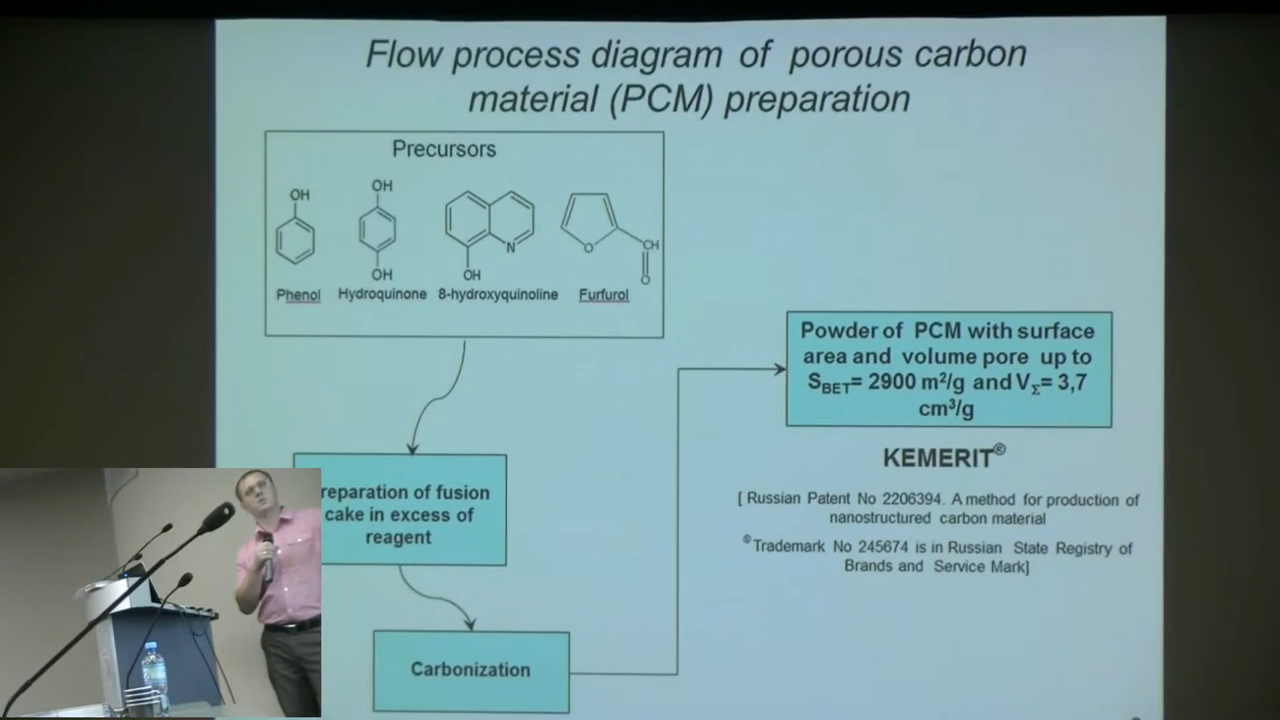 Flow process diagram of porous carbon
material (PCM) preparation
Precursors
OH
OH
OH
N
OH
O
CH
O
Phenol
Hydroquinone
8-hydroxyquinoline
Furfurol
reparation of fusion
cake in excess of
reagent
Carbonization
Powder of PCM with surface
area and volume pore up to
SBET= 2900 m²/g and VΣ= 3,7
cm³/g
KEMERIT®
[ Russian Patent No 2206394. A method for production of
nanostructured carbon material
®Trademark No 245674 is in Russian State Registry of
Brands and Service Mark]